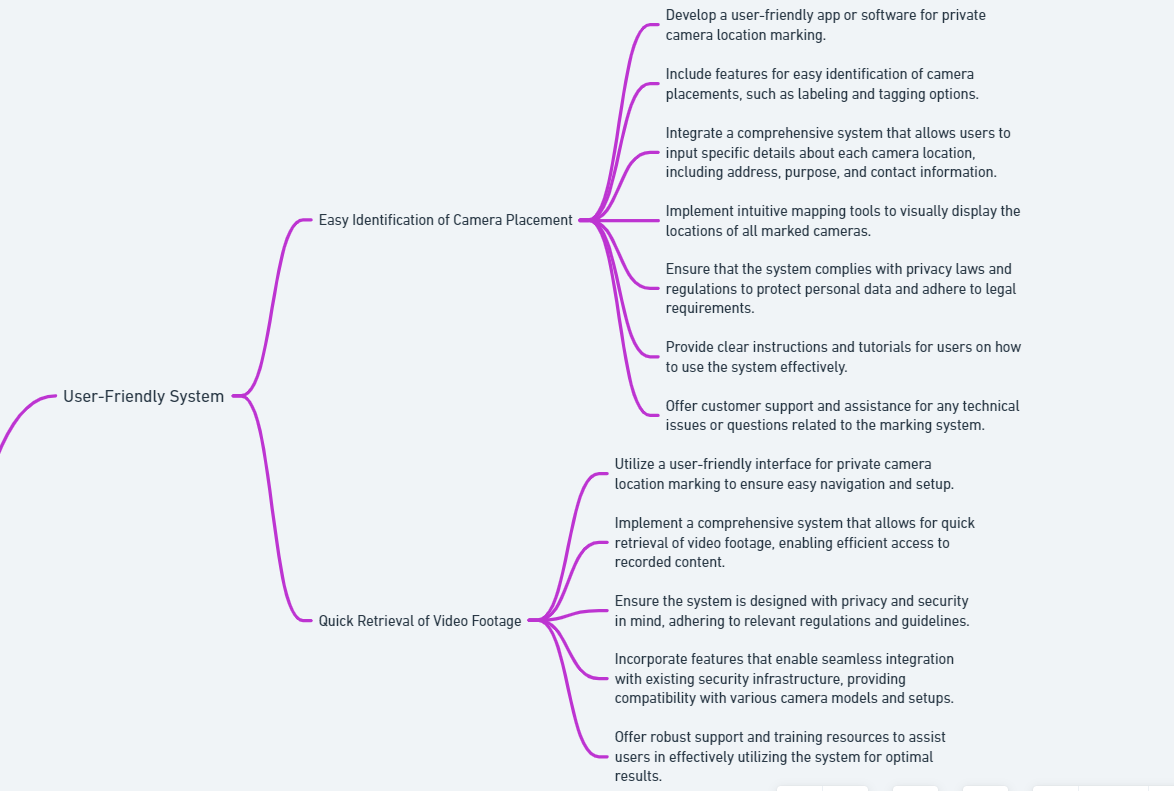 Develop a user-friendly app or software for private
camera location marking.
Include features for easy identification of camera
placements, such as labeling and tagging options.
Integrate a comprehensive system that allows users to
input specific details about each camera location,
including address, purpose, and contact information.
Easy Identification of Camera Placement
Implement intuitive mapping tools to visually display the
locations of all marked cameras.
Ensure that the system complies with privacy laws and
regulations to protect personal data and adhere to legal
requirements.
Provide clear instructions and tutorials for users on how
to use the system effectively.
Offer customer support and assistance for any technical
issues or questions related to the marking system.
User-Friendly System
Utilize a user-friendly interface for private camera
location marking to ensure easy navigation and setup.
Implement a comprehensive system that allows for quick
retrieval of video footage, enabling efficient access to
recorded content.
Quick Retrieval of Video Footage
Ensure the system is designed with privacy and security
in mind, adhering to relevant regulations and guidelines.
Incorporate features that enable seamless integration
with existing security infrastructure, providing
compatibility with various camera models and setups.
Offer robust support and training resources to assist
users in effectively utilizing the system for optimal
results.